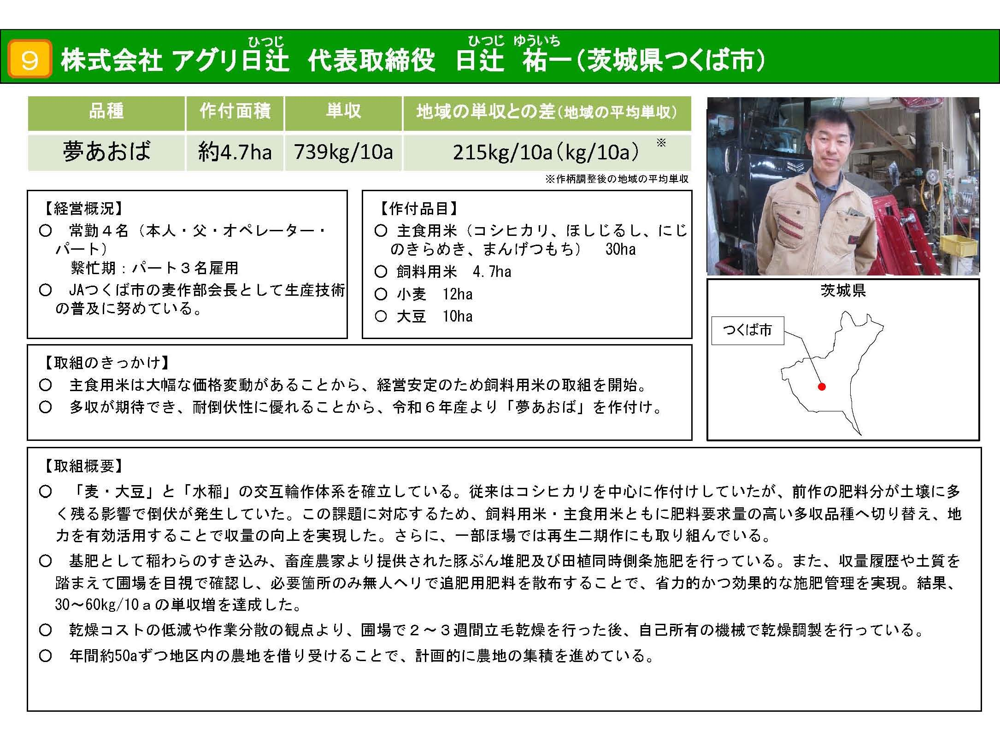 ひつじ　ひつじ　ゆういち
9 株式会社 アグリ日辻　代表取締役　日辻　祐一（茨城県つくば市）
品種　作付面積　単収　地域の単収との差（地域の平均単収）
夢あおば　約4.7ha　739kg/10a　215kg/10a（kg/10a）　※
※作柄調整後の地域の平均単収
【経営概況】
〇　常勤４名（本人・父・オペレーター・
パート）
繫忙期：パート３名雇用
〇　JAつくば市の麦作部会長として生産技術
の普及に努めている。
【作付品目】
〇 主食用米（コシヒカリ、ほしじるし、にじ
のきらめき、まんげつもち）　30ha
〇 飼料用米　4.7ha
〇 小麦　12ha
〇 大豆　10ha
茨城県
つくば市
【取組のきっかけ】
〇　主食用米は大幅な価格変動があることから、経営安定のため飼料用米の取組を開始。
〇　多収が期待でき、耐倒伏性に優れることから、令和６年産より「夢あおば」を作付け。
【取組概要】
〇　「麦・大豆」と「水稲」の交互輪作体系を確立している。従来はコシヒカリを中心に作付けしていたが、前作の肥料分が土壌に多
く残る影響で倒伏が発生していた。この課題に対応するため、飼料用米・主食用米ともに肥料要求量の高い多収品種へ切り替え、地
力を有効活用することで収量の向上を実現した。さらに、一部ほ場では再生二期作にも取り組んでいる。
〇　基肥として稲わらのすき込み、畜産農家より提供された豚ぷん堆肥及び田植同時側条施肥を行っている。また、収量履歴や土質を
踏まえて圃場を目視で確認し、必要箇所のみ無人ヘリで追肥用肥料を散布することで、省力的かつ効果的な施肥管理を実現。結果、
30～60kg/10ａの単収増を達成した。
〇　乾燥コストの低減や作業分散の観点より、圃場で２～３週間立毛乾燥を行った後、自己所有の機械で乾燥調製を行っている。
〇　年間約50aずつ地区内の農地を借り受けることで、計画的に農地の集積を進めている。